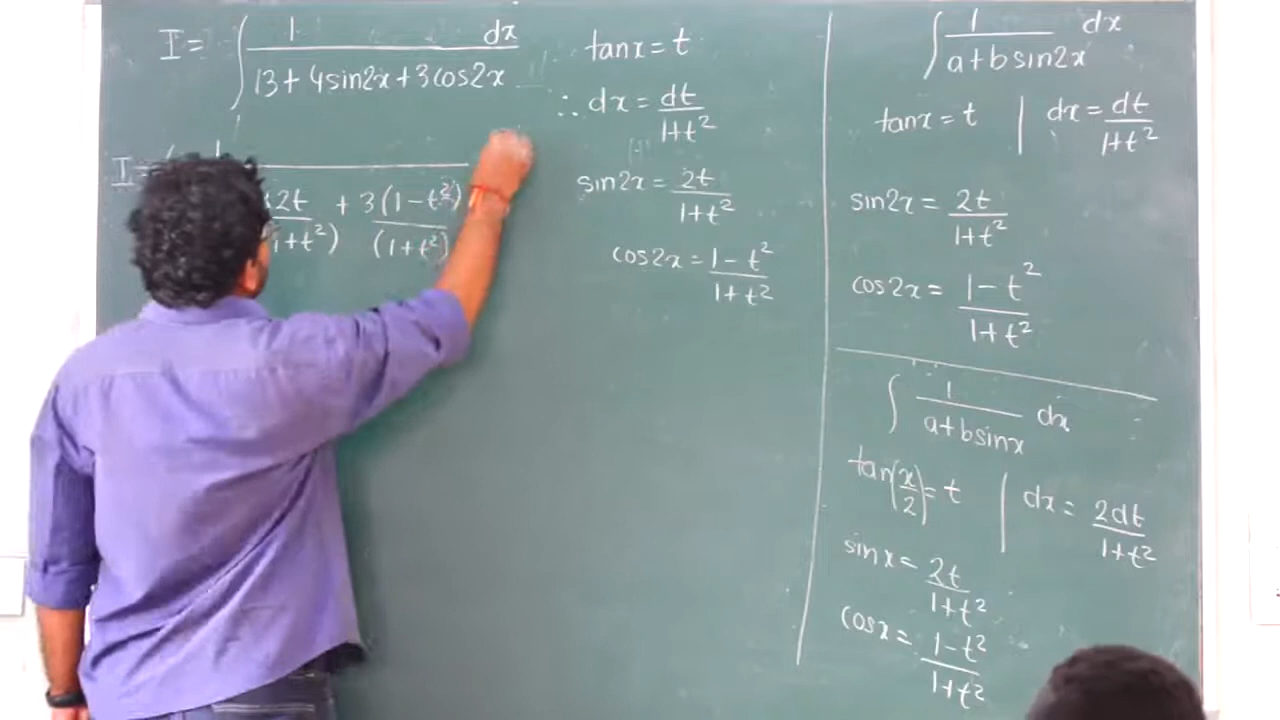 I = ∫ 1/(13 + 4sin2x + 3cos2x) dx
I = 1
2t/(1+t²) + 3(1-t²)/(1+t²)
tanx = t
∴ dx = dt/(1+t²)
sin2x = 2t/(1+t²)
cos2x = (1-t²)/(1+t²)
∫ 1/(a+bsin2x) dx
tanx = t | dx = dt/(1+t²)
sin2x = 2t/(1+t²)
cos2x = (1-t²)/(1+t²)
∫ 1/(a+bsinx) dx
tan(x/2) = t | dx = 2dt/(1+t²)
sinx = 2t/(1+t²)
cosx = (1-t²)/(1+t²)